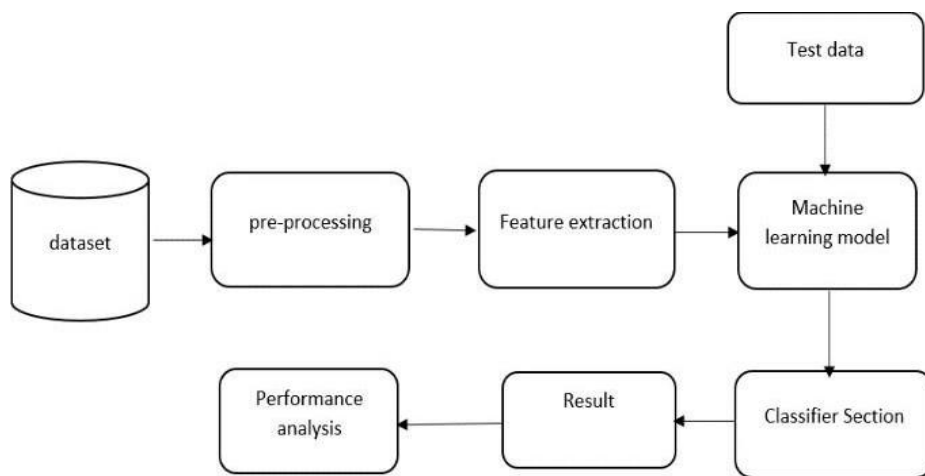 Test data
dataset
pre-processing
Feature extraction
Machine
learning model
Performance
analysis
Result
Classifier Section